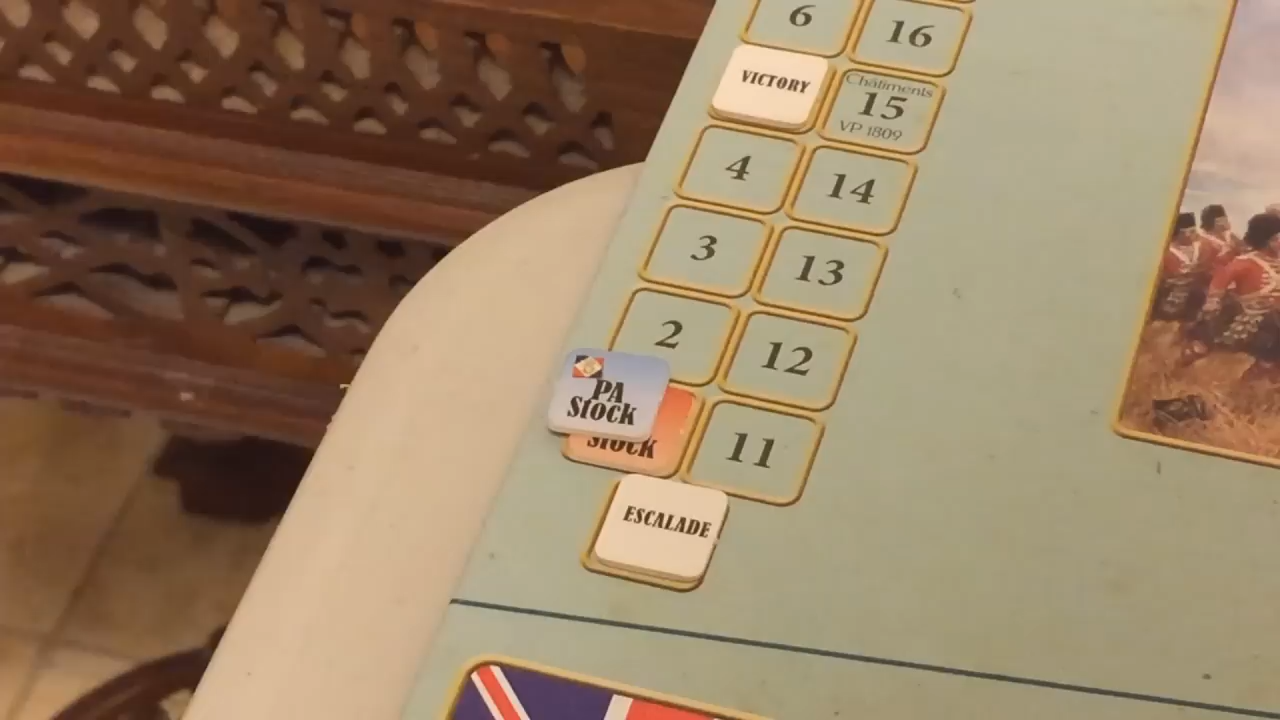 6
16
VICTORY
Châtiments
15
VP 1809
4
14
3
13
2
12
PA
Stock
Stock
11
ESCALADE